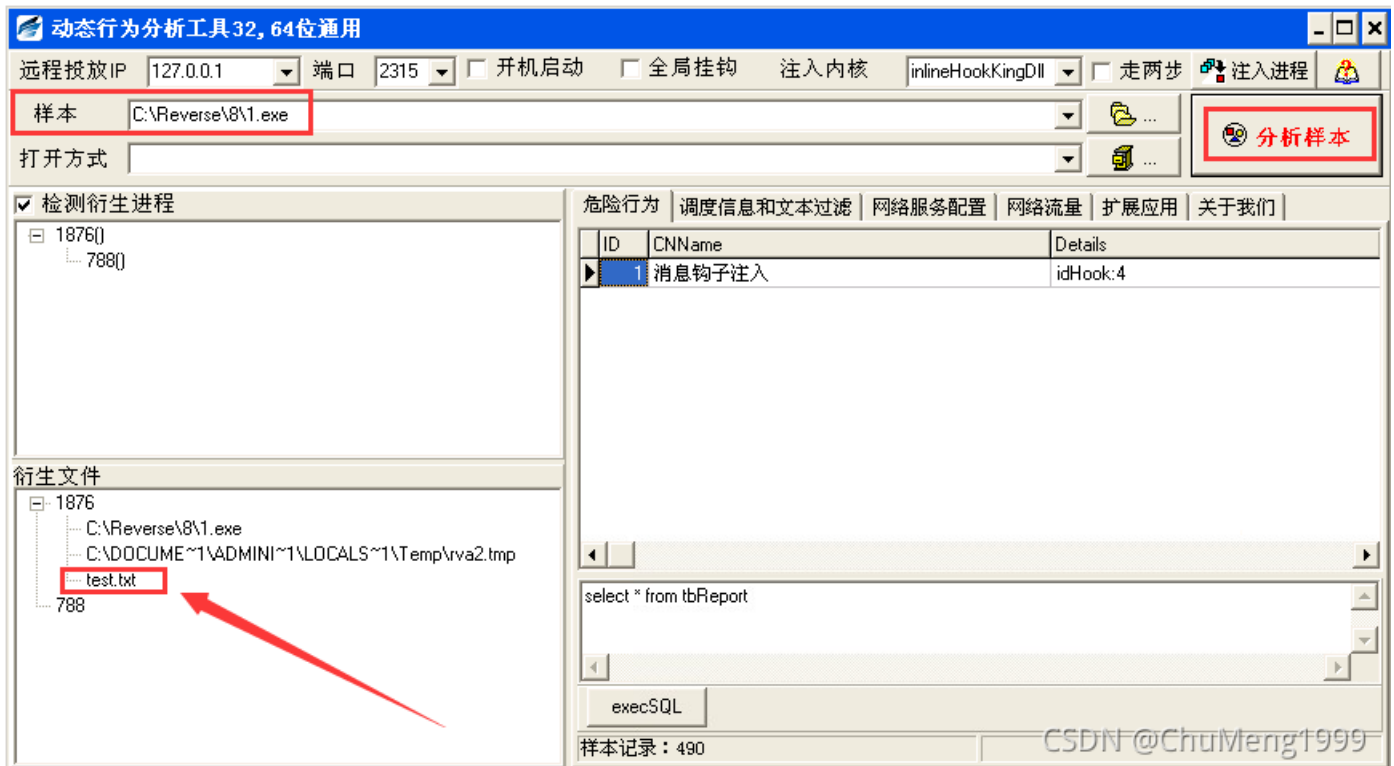 动态行为分析工具32, 64位通用
远程投放IP 127.0.0.1 端口 2315 开机启动 全局挂钩 注入内核 inlineHookKingDll 走两步 注入进程
样本 C:\Reverse\8\1.exe ...
分析样本
打开方式 ...
检测衍生进程
1876()
788()
危险行为 调度信息和文本过滤 网络服务配置 网络流量 扩展应用 关于我们
ID CNName Details
1 消息钩子注入 idHook:4
衍生文件
1876
C:\Reverse\8\1.exe
C:\DOCUME~1\ADMINI~1\LOCALS~1\Temp\rva2.tmp
test.txt
788
select * from tbReport
execSQL
样本记录：490
CSDN @ChuMeng1999